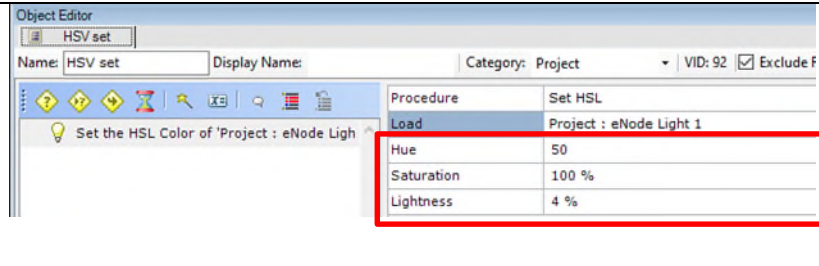 Object Editor
HSV set
Name: HSV set Display Name: Category: Project VID: 92 Exclude
Procedure Set HSL
Set the HSL Color of 'Project : eNode Ligh
Load Project : eNode Light 1
Hue 50
Saturation 100 %
Lightness 4 %